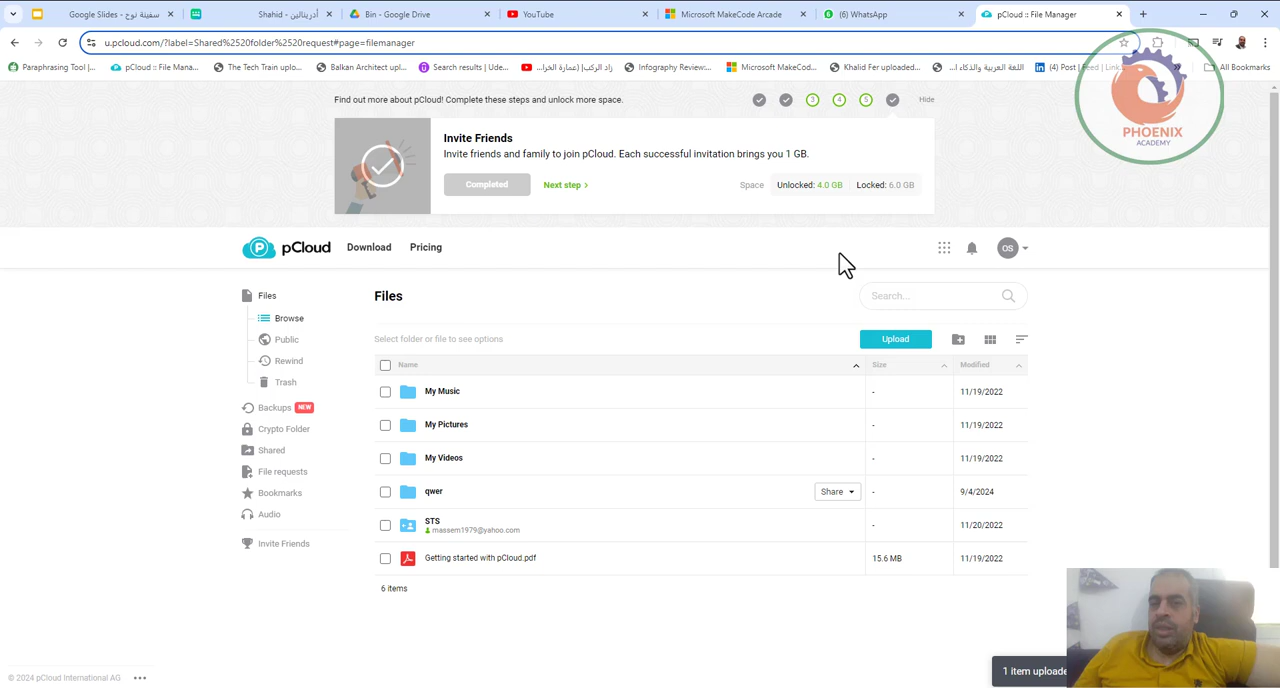 Google Slides - سفينة نوح
Shahid - أدرينالين
Bin - Google Drive
YouTube
Microsoft MakeCode Arcade
(6) WhatsApp
pCloud :: File Manager
u.pcloud.com/?label=Shared%2520folder%2520request#page=filemanager
Paraphrasing Tool |...
pCloud :: File Mana...
The Tech Train uplo...
Balkan Architect upl...
Search results | Ude...
زاد الركب) عمارة الخرا...
Infography Review:...
Microsoft MakeCod...
Khalid Fer uploaded...
اللغة العربية والذكاء ا...
(4) Post | Feed | Link
All Bookmarks
PHOENIX
ACADEMY
Find out more about pCloud! Complete these steps and unlock more space.
3 4 5
Hide
Invite Friends
Invite friends and family to join pCloud. Each successful invitation brings you 1 GB.
Completed
Next step
Space
Unlocked: 4.0 GB
Locked: 6.0 GB
pCloud
Download
Pricing
OS
Files
Browse
Public
Rewind
Trash
Backups NEW
Crypto Folder
Shared
File requests
Bookmarks
Audio
Invite Friends
Files
Search...
Select folder or file to see options
Upload
Name Size Modified
My Music - 11/19/2022
My Pictures - 11/19/2022
My Videos - 11/19/2022
qwer Share - 9/4/2024
STS - 11/20/2022
massem1979@yahoo.com
Getting started with pCloud.pdf 15.6 MB 11/19/2022
6 items
1 item uploade
© 2024 pCloud International AG